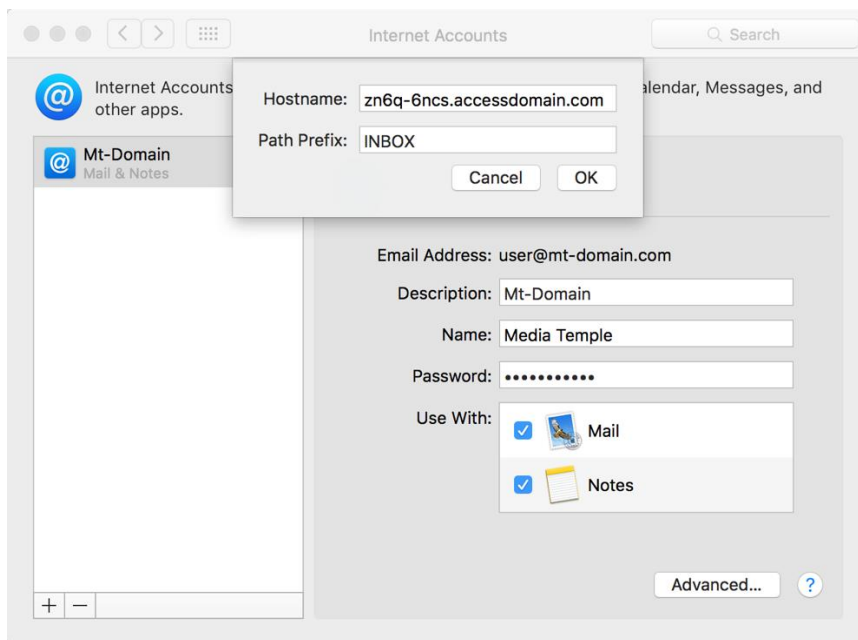 Internet Accounts
Search
Internet Accounts
other apps.
alendar, Messages, and
Hostname: zn6q-6ncs.accessdomain.com
Path Prefix: INBOX
Cancel OK
Mt-Domain
Mail & Notes
Email Address: user@mt-domain.com
Description: Mt-Domain
Name: Media Temple
Password: •••••••••••
Use With:
Mail
Notes
Advanced... ?
+ −